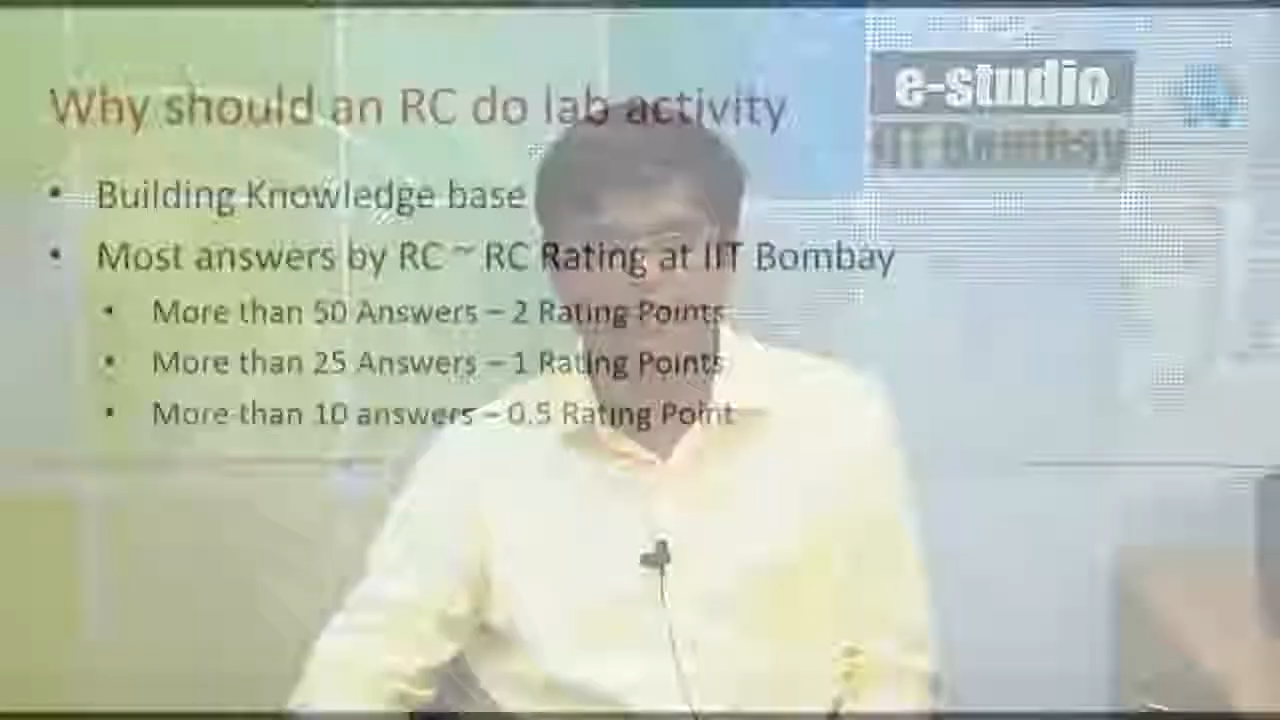 Why should an RC do lab activity
e-studio
IIT Bombay
• Building Knowledge base
• Most answers by RC ~ RC Rating at IIT Bombay
• More than 50 Answers – 2 Rating Points
• More than 25 Answers – 1 Rating Points
• More than 10 answers – 0.5 Rating Point